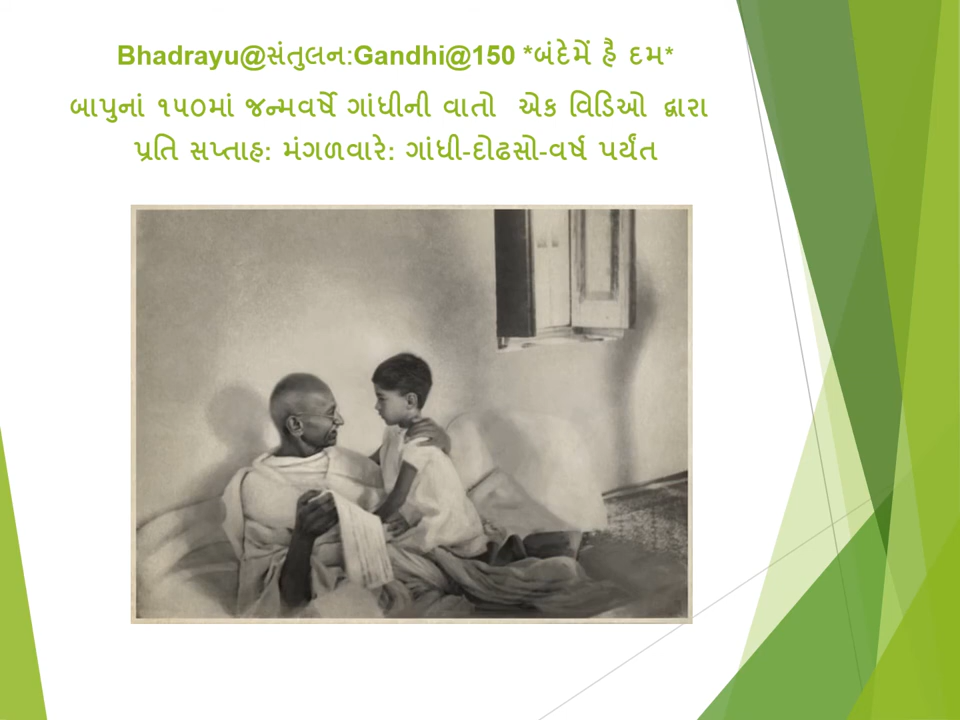 Bhadrayu@સંતુલન:Gandhi@150 *બંદેમેં હૈ દમ*
બાપુનાં ૧૫૦માં જન્મવર્ષે ગાંધીની વાતો એક વિડિઓ દ્વારા
પ્રતિ સપ્તાહ: મંગળવારે: ગાંધી-દોઢસો-વર્ષ પર્યંત